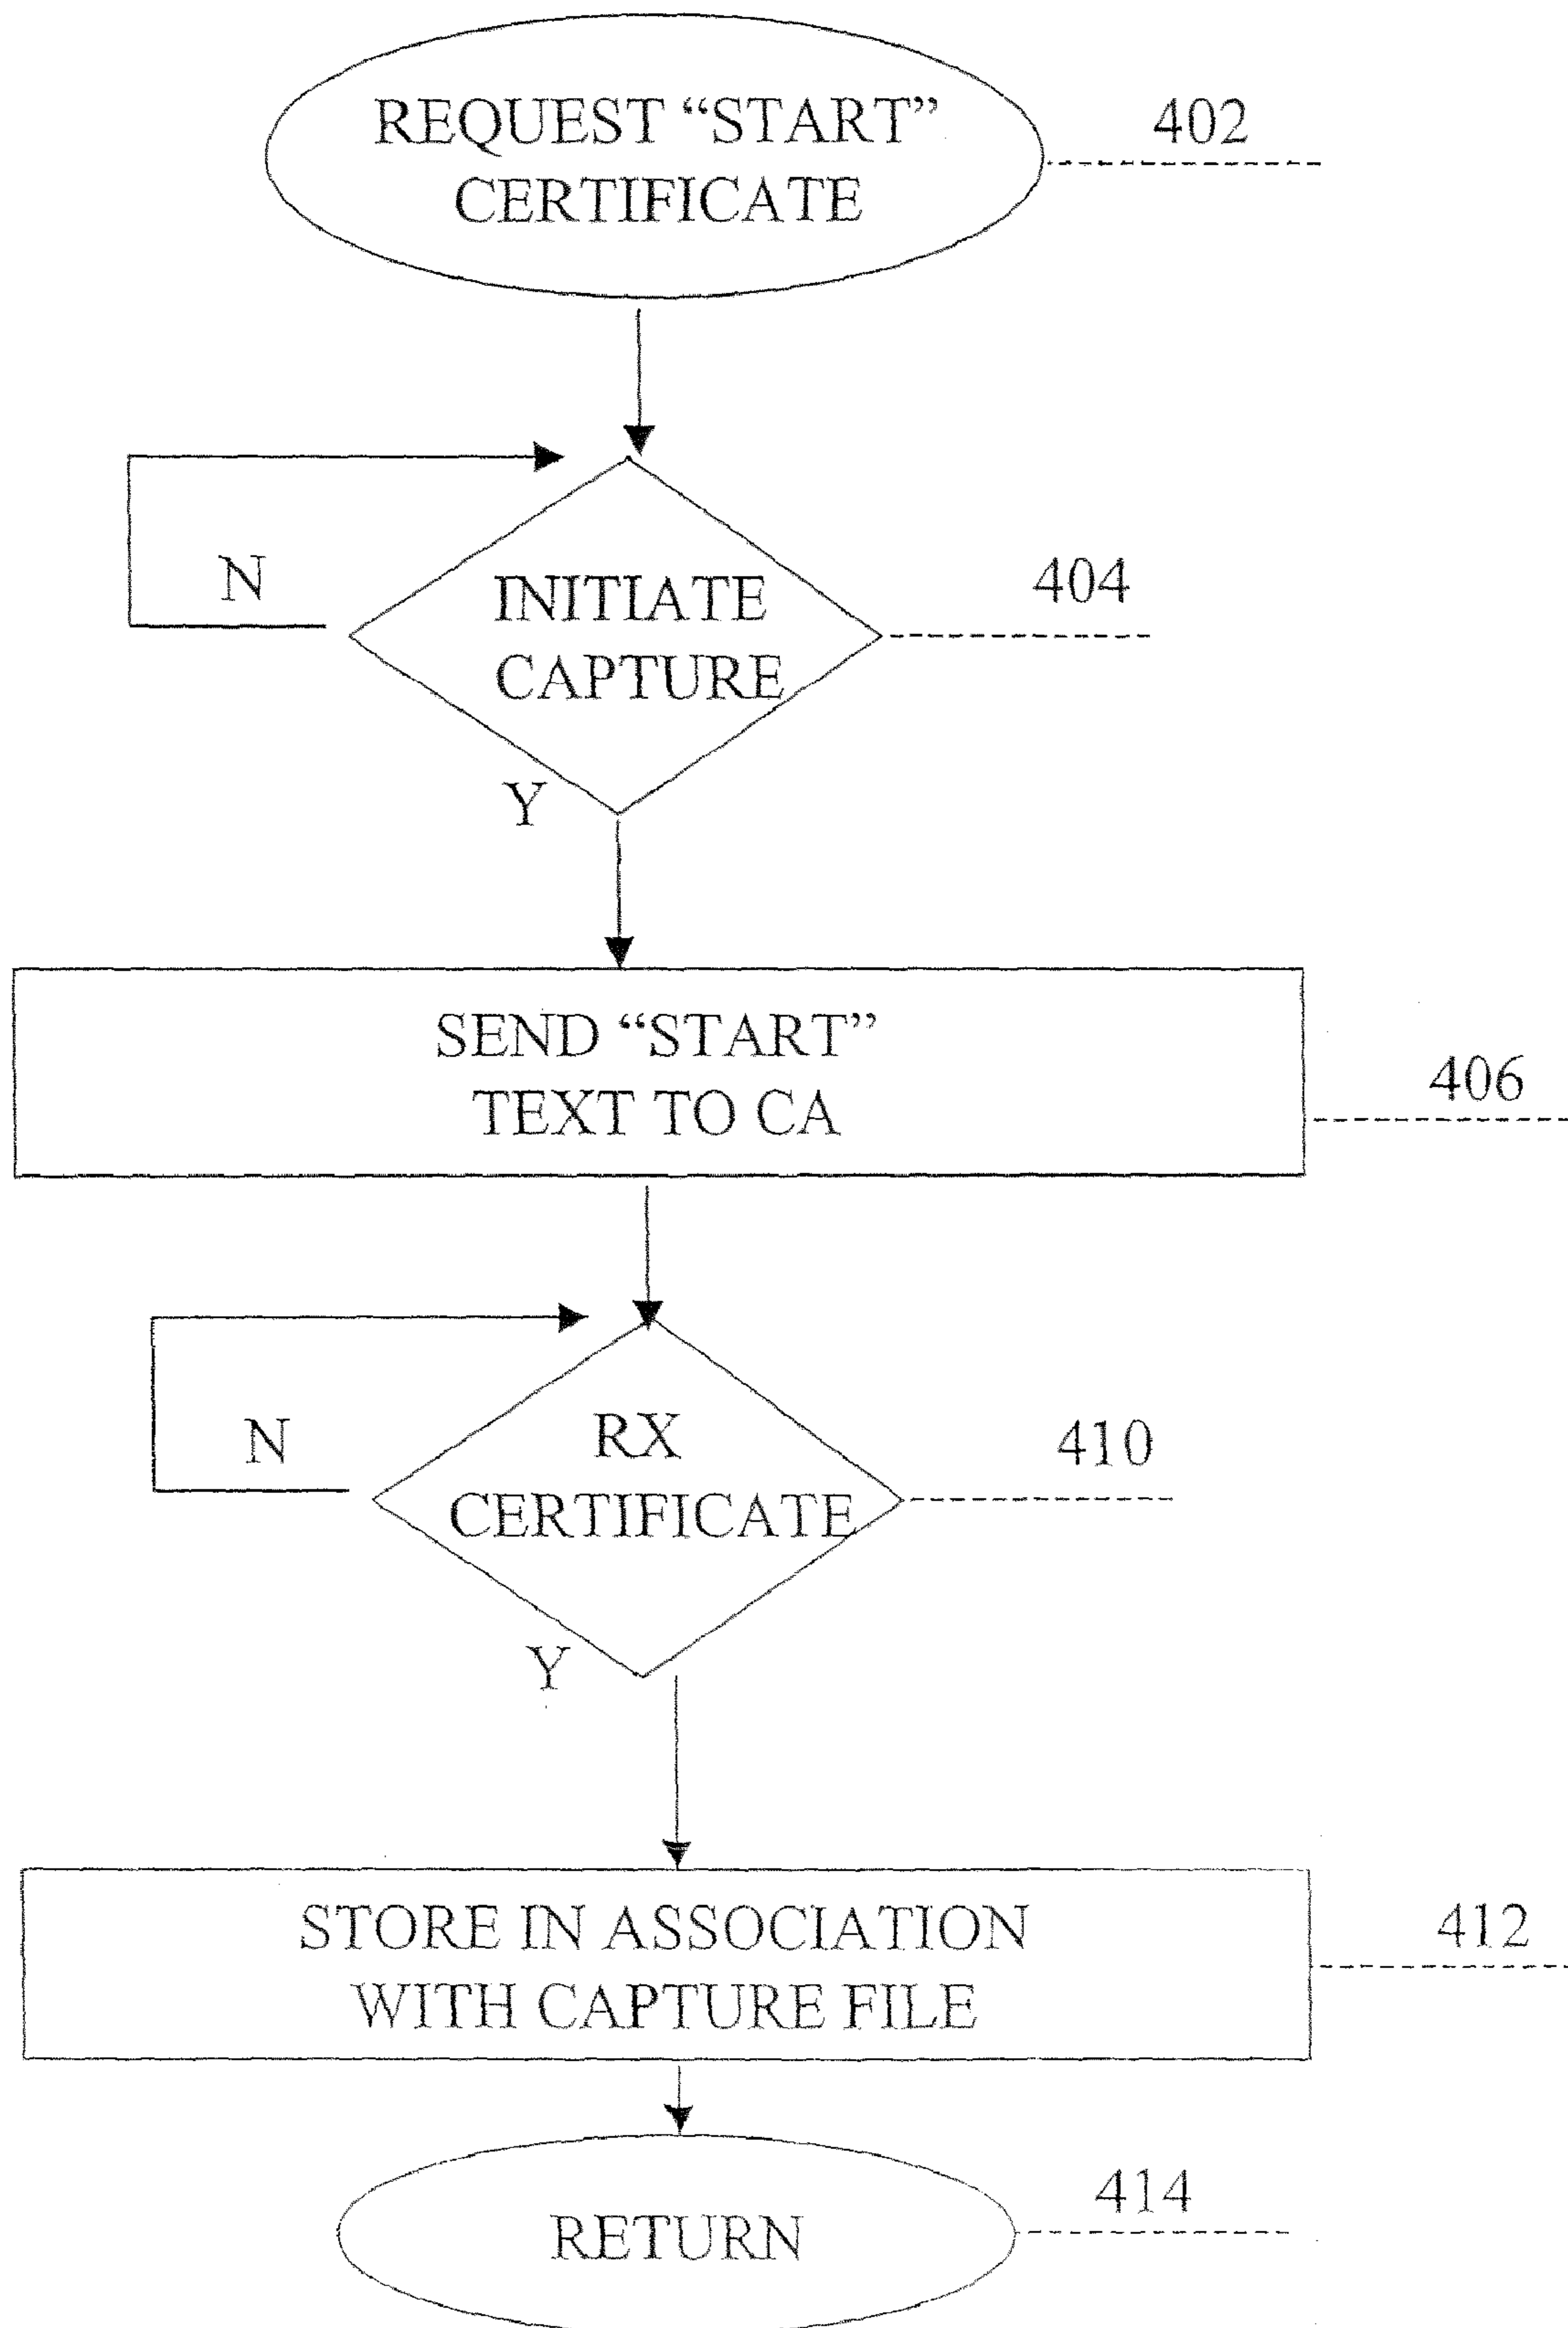 REQUEST “START”
CERTIFICATE
402
N
INITIATE
CAPTURE
404
Y
SEND “START”
TEXT TO CA
406
N
RX
CERTIFICATE
410
Y
STORE IN ASSOCIATION
WITH CAPTURE FILE
412
RETURN
414